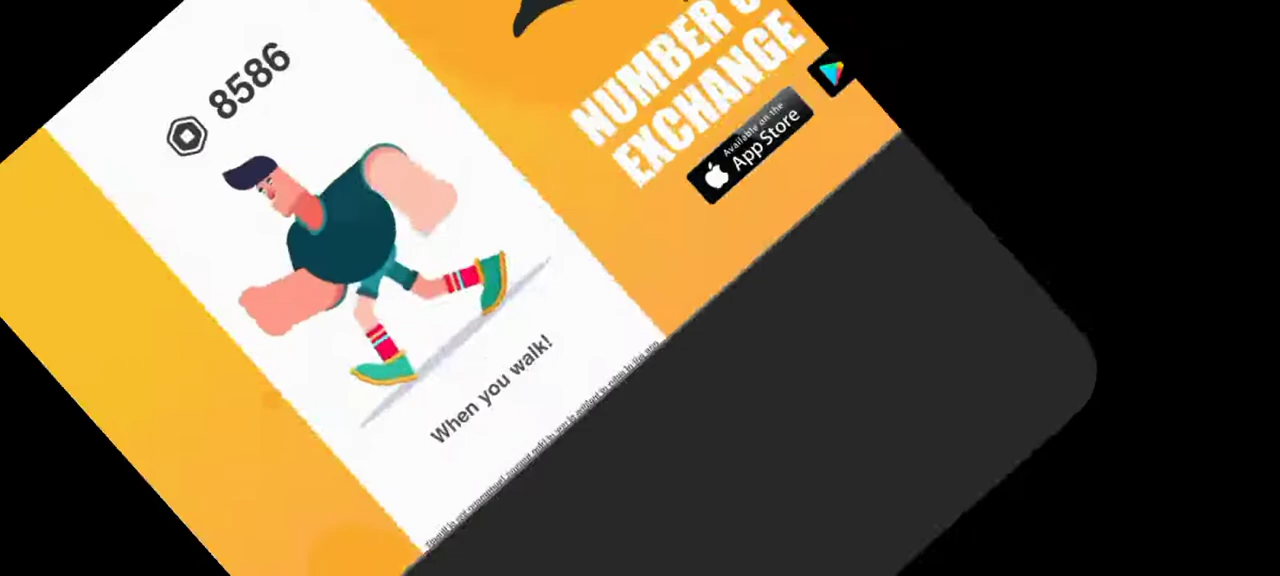 8586
When you walk!
NUMBER
EXCHANGE
Available on the
App Store